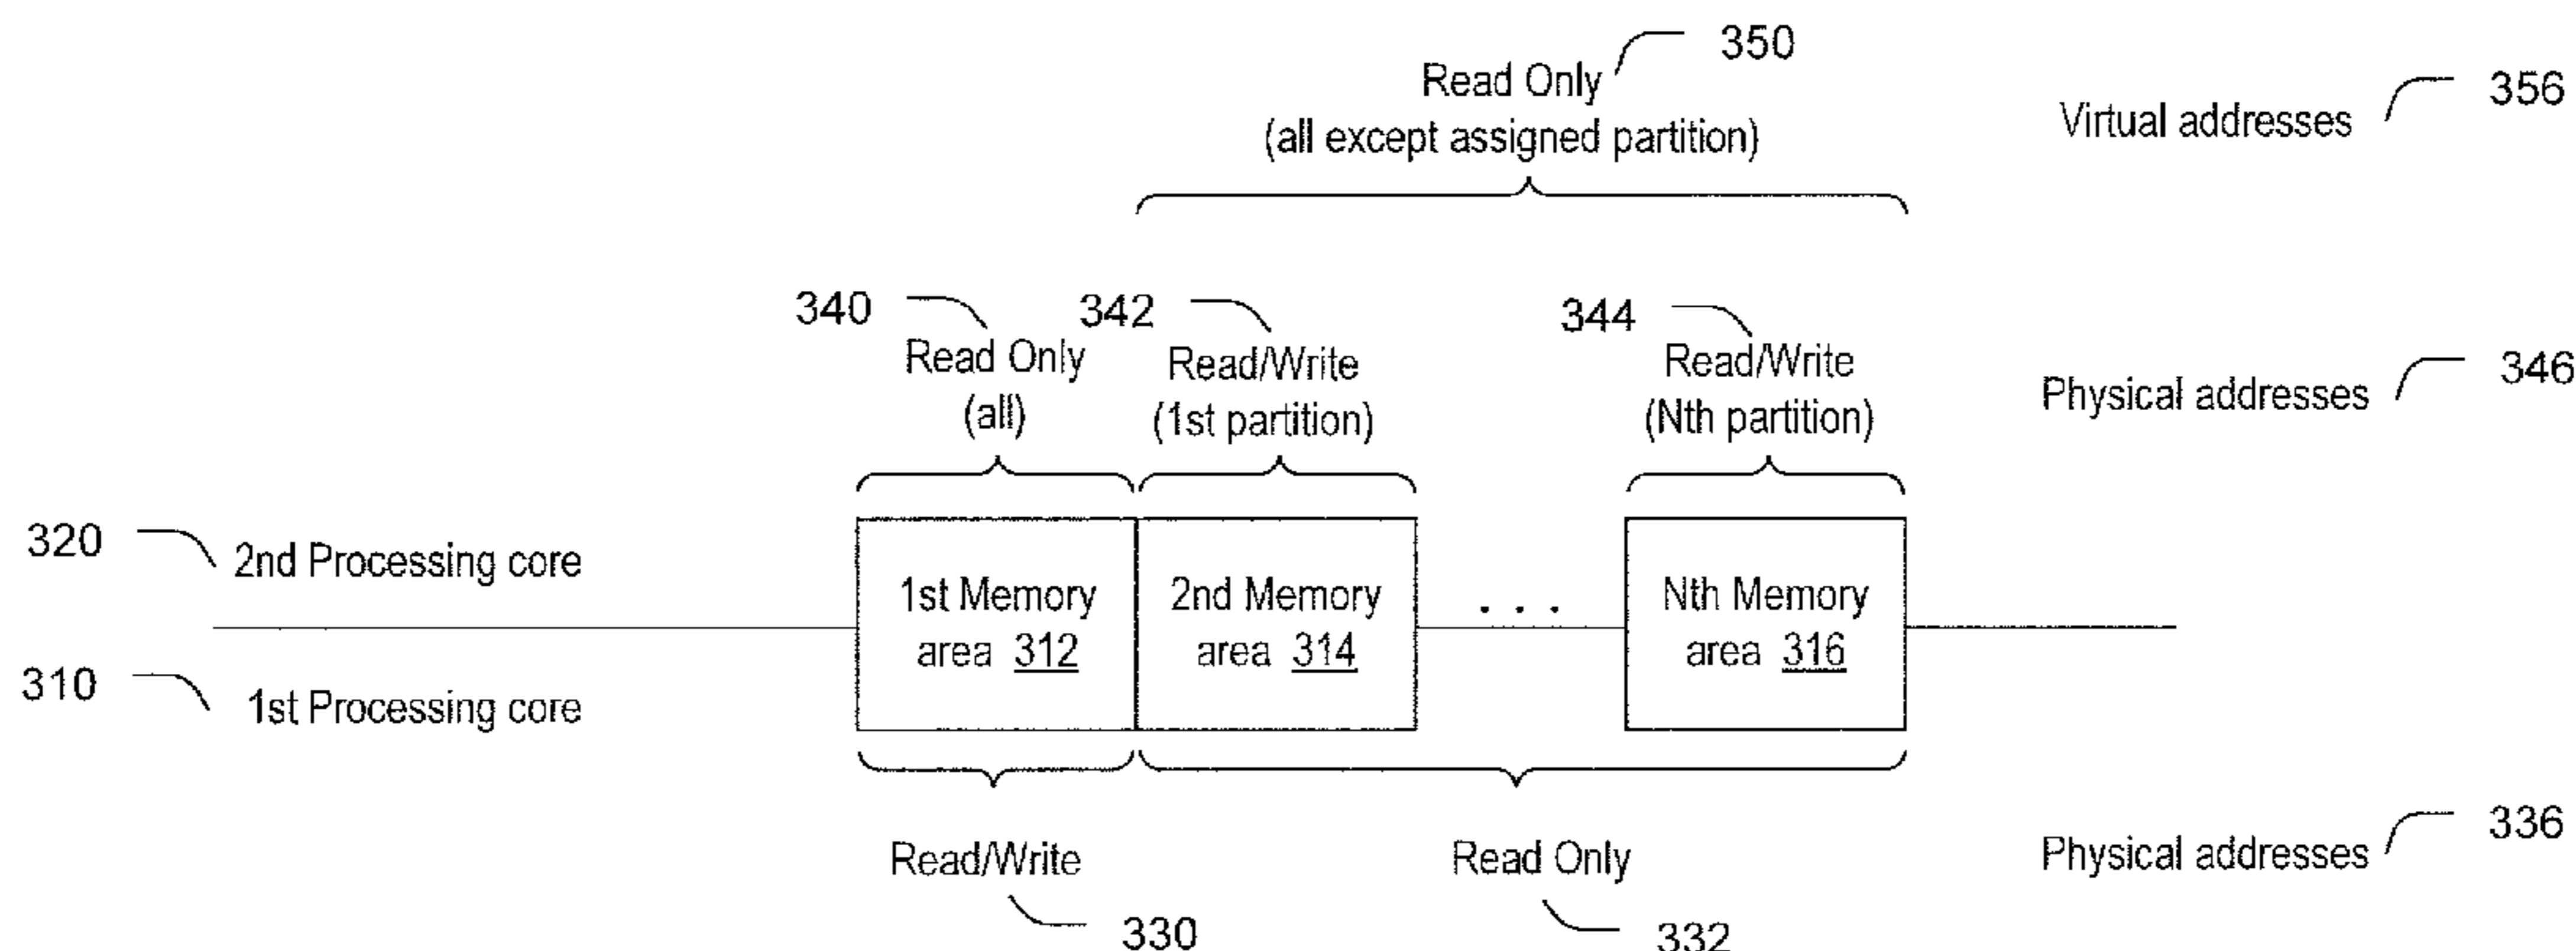 350
Read Only
(all except assigned partition)
356
Virtual addresses
340
342
344
Read Only
(all)
Read/Write
(1st partition)
Read/Write
(Nth partition)
346
Physical addresses
320
2nd Processing core
310
1st Processing core
1st Memory
area 312
2nd Memory
area 314
. . .
Nth Memory
area 316
Read/Write
330
Read Only
332
336
Physical addresses